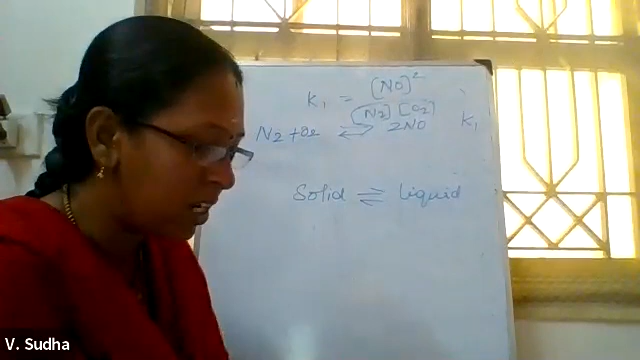 K₁ = [NO]²
[N₂] [O₂]
N₂ + O₂ ⇌ 2NO K₁
Solid ⇌ Liquid
V. Sudha